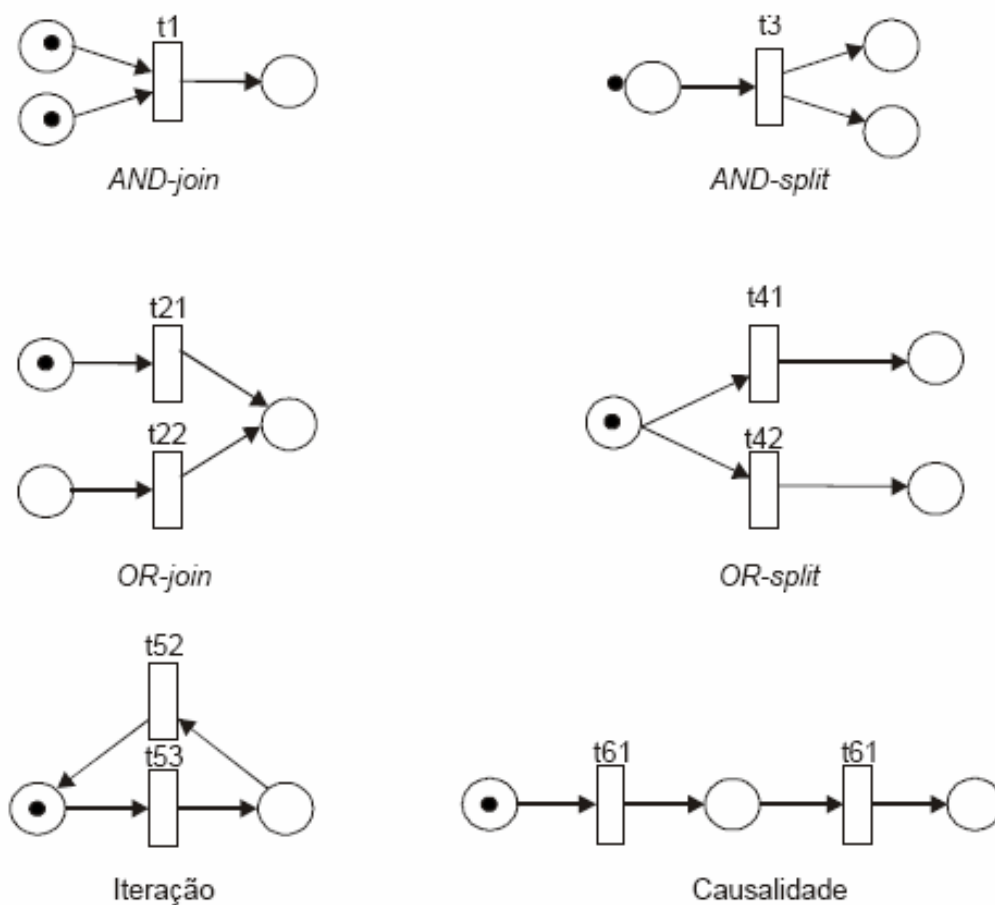 t1
t3
AND-join
AND-split
t21
t41
t22
t42
OR-join
OR-split
t52
t53
t61
t61
Iteração
Causalidade